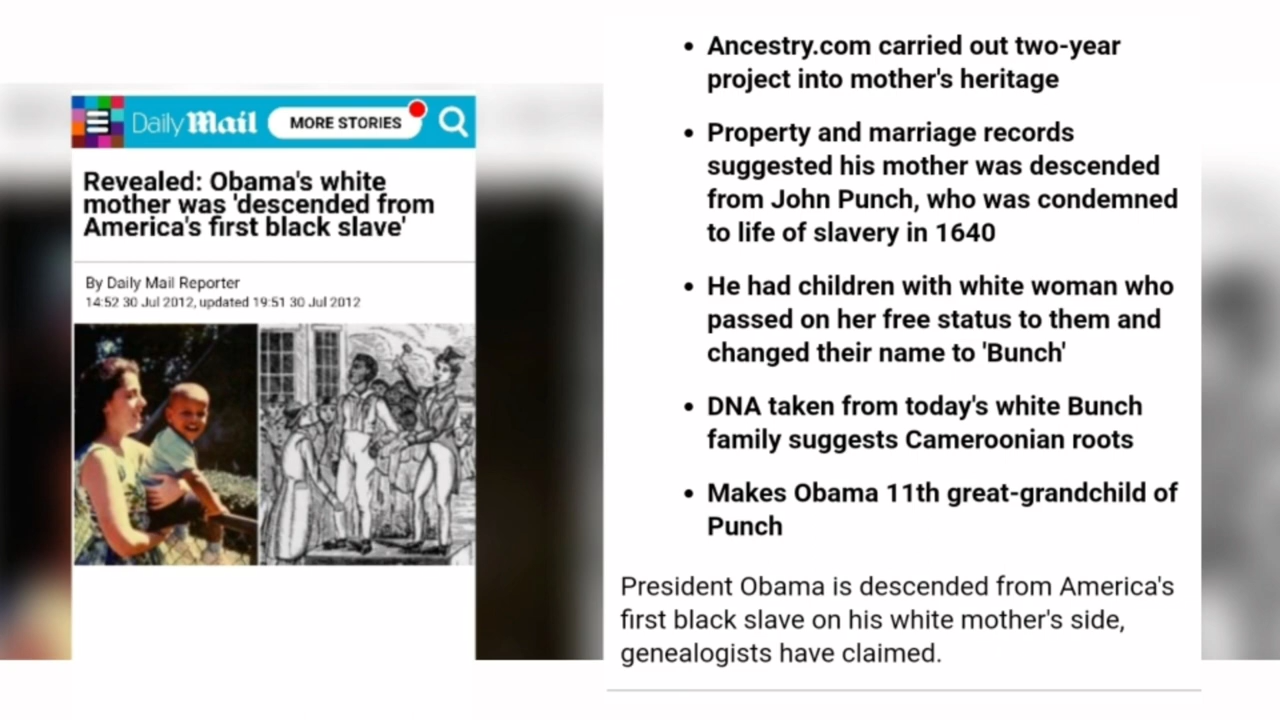 Daily Mail
MORE STORIES
Revealed: Obama's white
mother was 'descended from
America's first black slave'
By Daily Mail Reporter
14:52 30 Jul 2012, updated 19:51 30 Jul 2012
• Ancestry.com carried out two-year
project into mother's heritage
• Property and marriage records
suggested his mother was descended
from John Punch, who was condemned
to life of slavery in 1640
• He had children with white woman who
passed on her free status to them and
changed their name to 'Bunch'
• DNA taken from today's white Bunch
family suggests Cameroonian roots
• Makes Obama 11th great-grandchild of
Punch
President Obama is descended from America's
first black slave on his white mother's side,
genealogists have claimed.